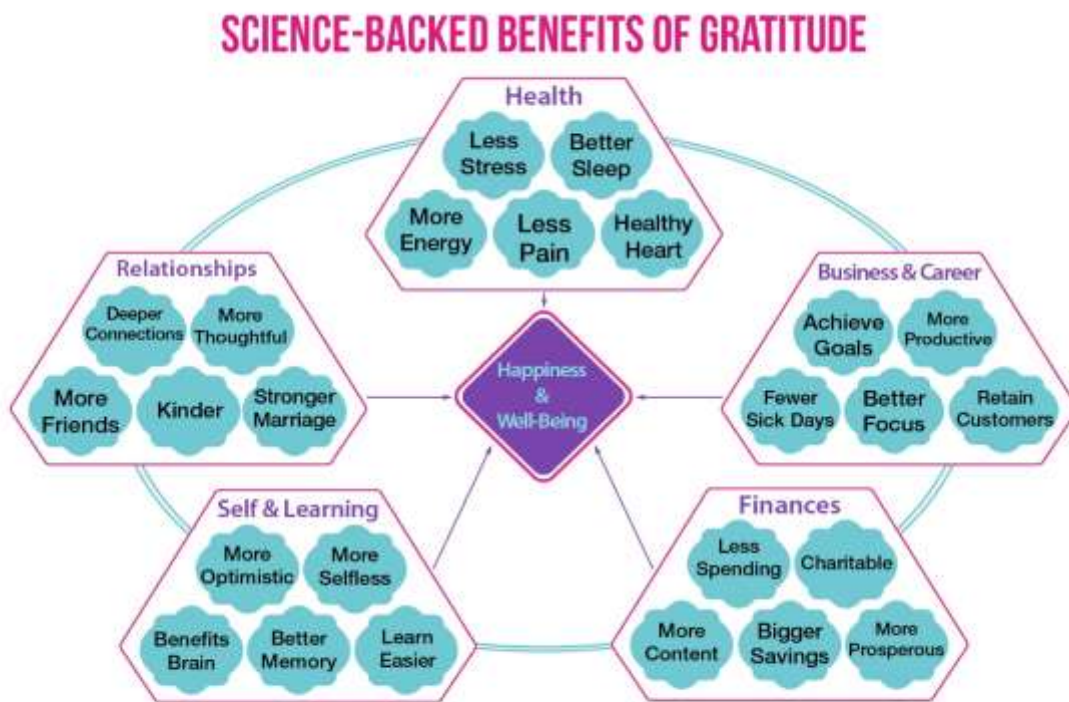 SCIENCE-BACKED BENEFITS OF GRATITUDE
Health
Less
Stress
Better
Sleep
More
Energy
Less
Pain
Healthy
Heart
Relationships
Deeper
Connections
More
Thoughtful
More
Friends
Kinder
Stronger
Marriage
Business & Career
Achieve
Goals
More
Productive
Fewer
Sick Days
Better
Focus
Retain
Customers
Happiness
&
Well-Being
Self & Learning
More
Optimistic
More
Selfless
Benefits
Brain
Better
Memory
Learn
Easier
Finances
Less
Spending
Charitable
More
Content
Bigger
Savings
More
Prosperous